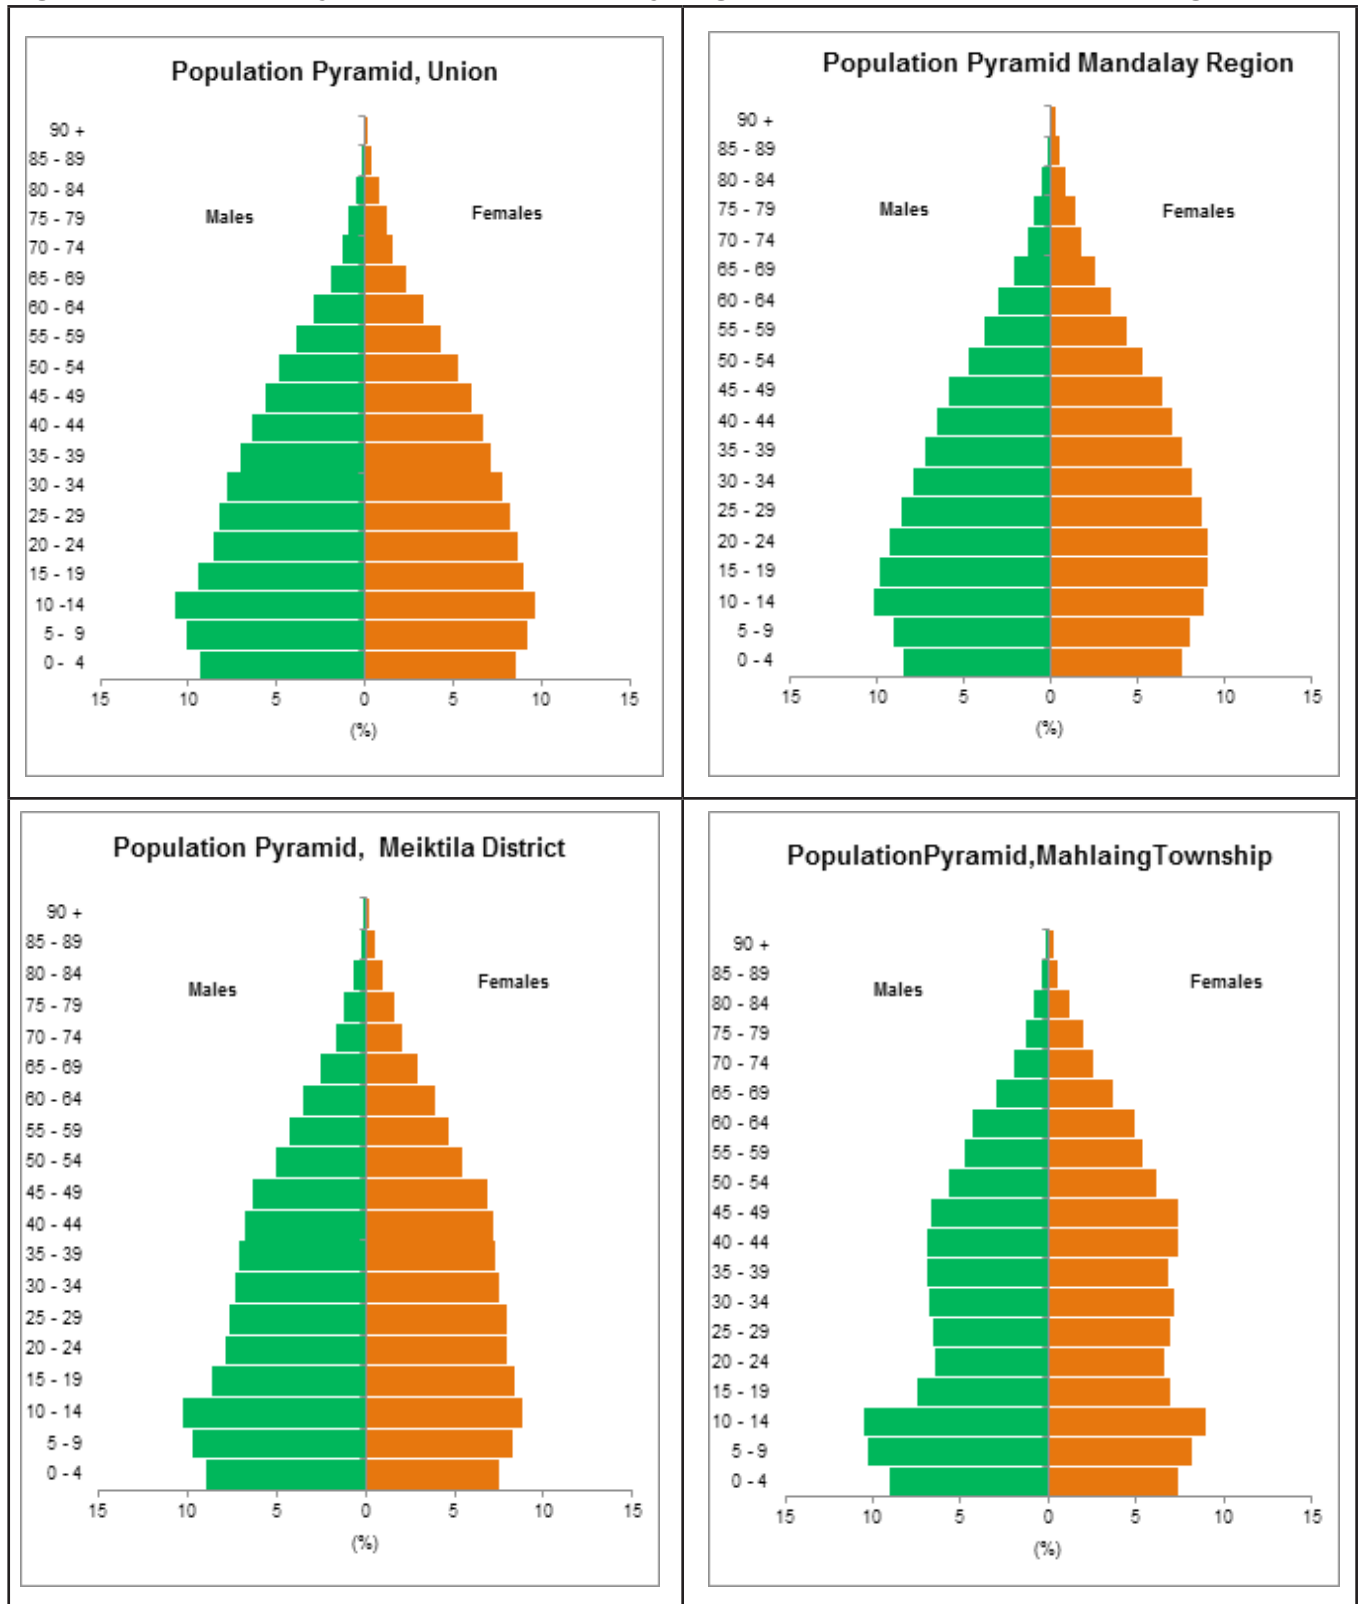 Population Pyramid, Union
90 +
85 - 89
80 - 84
75 - 79
70 - 74
65 - 69
60 - 64
55 - 59
50 - 54
45 - 49
40 - 44
35 - 39
30 - 34
25 - 29
20 - 24
15 - 19
10 -14
5 - 9
0 - 4
Males
Females
15 10 5 0 5 10 15
(%)
Population Pyramid Mandalay Region
90 +
85 - 89
80 - 84
75 - 79
70 - 74
65 - 69
60 - 64
55 - 59
50 - 54
45 - 49
40 - 44
35 - 39
30 - 34
25 - 29
20 - 24
15 - 19
10 - 14
5 - 9
0 - 4
Males
Females
15 10 5 0 5 10 15
(%)
Population Pyramid, Meiktila District
90 +
85 - 89
80 - 84
75 - 79
70 - 74
65 - 69
60 - 64
55 - 59
50 - 54
45 - 49
40 - 44
35 - 39
30 - 34
25 - 29
20 - 24
15 - 19
10 - 14
5 - 9
0 - 4
Males
Females
15 10 5 0 5 10 15
(%)
PopulationPyramid,MahlaingTownship
90 +
85 - 89
80 - 84
75 - 79
70 - 74
65 - 69
60 - 64
55 - 59
50 - 54
45 - 49
40 - 44
35 - 39
30 - 34
25 - 29
20 - 24
15 - 19
10 - 14
5 - 9
0 - 4
Males
Females
15 10 5 0 5 10 15
(%)